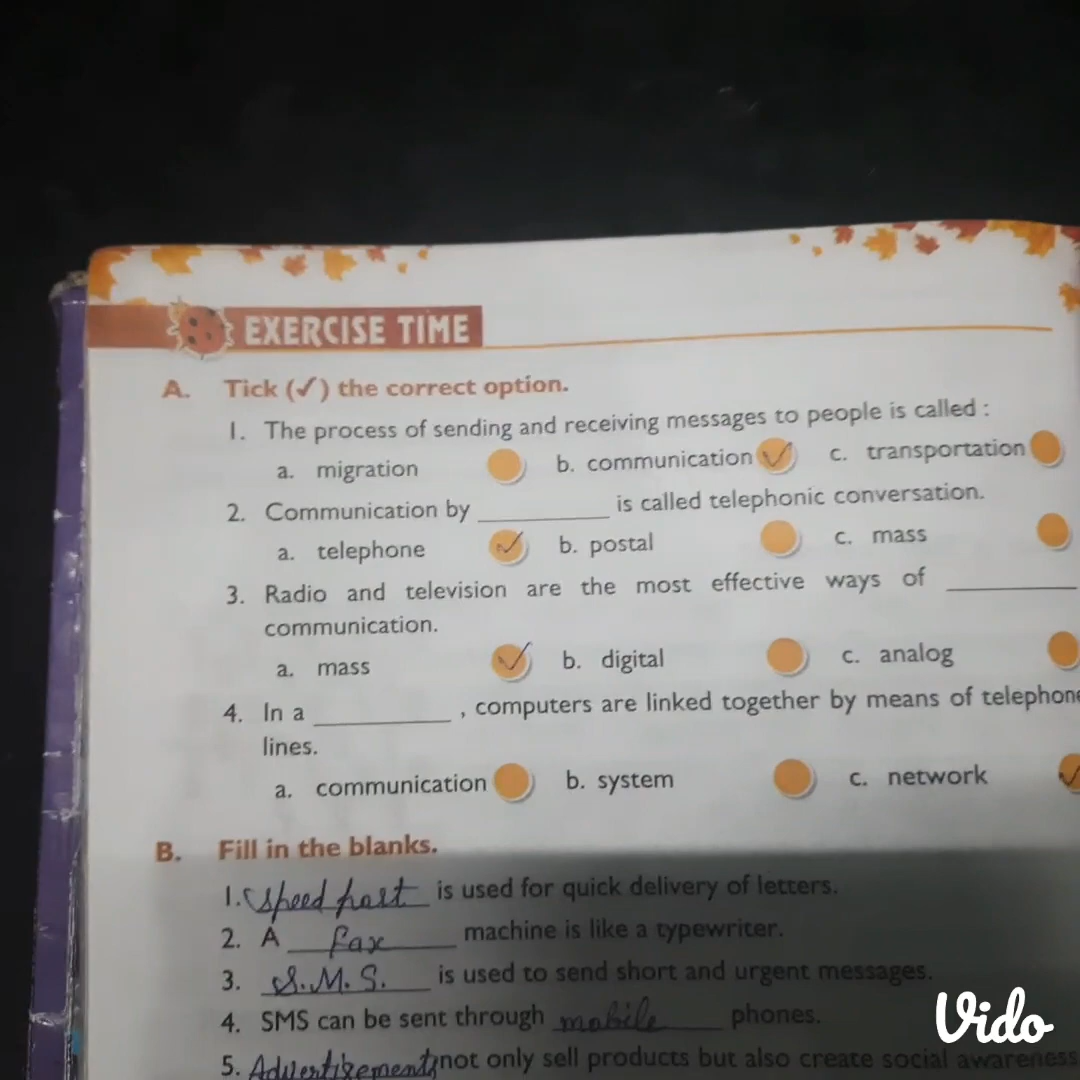 EXERCISE TIME
A. Tick (✓) the correct option.
1. The process of sending and receiving messages to people is called :
a. migration b. communication ✓ c. transportation
2. Communication by __________ is called telephonic conversation.
a. telephone ✓ b. postal c. mass
3. Radio and television are the most effective ways of __________
communication.
a. mass ✓ b. digital c. analog
4. In a __________ , computers are linked together by means of telephone
lines.
a. communication b. system c. network ✓
B. Fill in the blanks.
1. Speed post is used for quick delivery of letters.
2. A fax machine is like a typewriter.
3. S.M.S. is used to send short and urgent messages.
4. SMS can be sent through mobile phones.
5. Advertizements not only sell products but also create social awareness
Vido